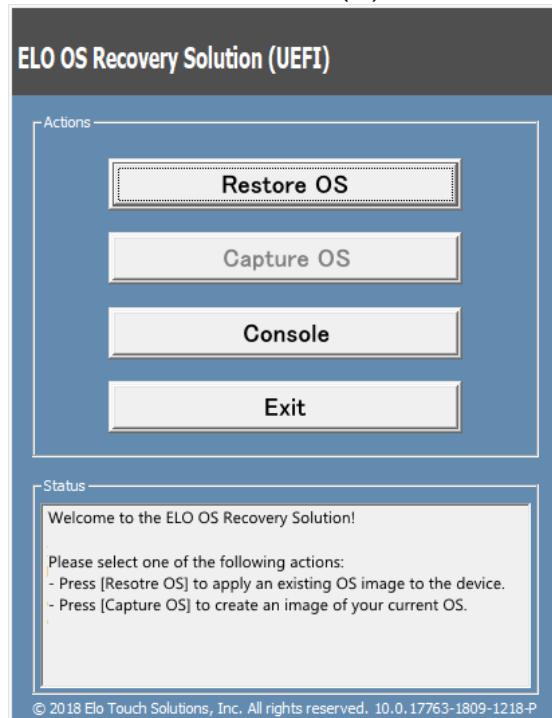 ELO OS Recovery Solution (UEFI)
Actions
Restore OS
Capture OS
Console
Exit
Status
Welcome to the ELO OS Recovery Solution!
Please select one of the following actions:
- Press [Resotre OS] to apply an existing OS image to the device.
- Press [Capture OS] to create an image of your current OS.
© 2018 Elo Touch Solutions, Inc. All rights reserved. 10.0.17763-1809-1218-P